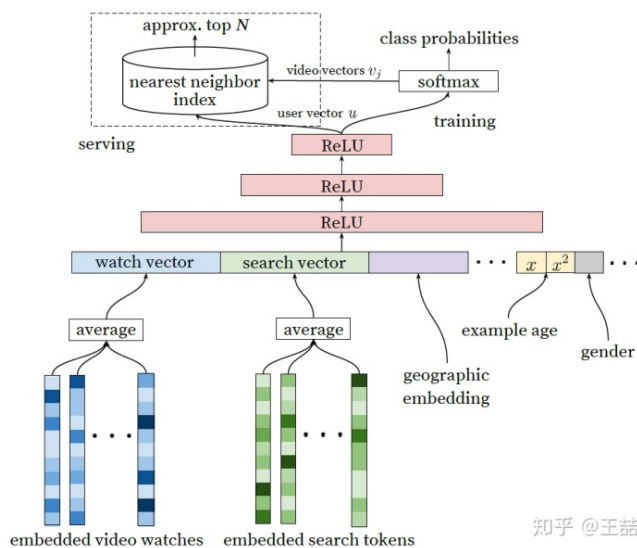 approx. top N
class probabilities
nearest neighbor
index
video vectors vⱼ
softmax
user vector u
training
serving
ReLU
ReLU
ReLU
watch vector
search vector
...
x
x²
...
average
average
example age
gender
geographic
embedding
...
...
embedded video watches
embedded search tokens
知乎 @王喆